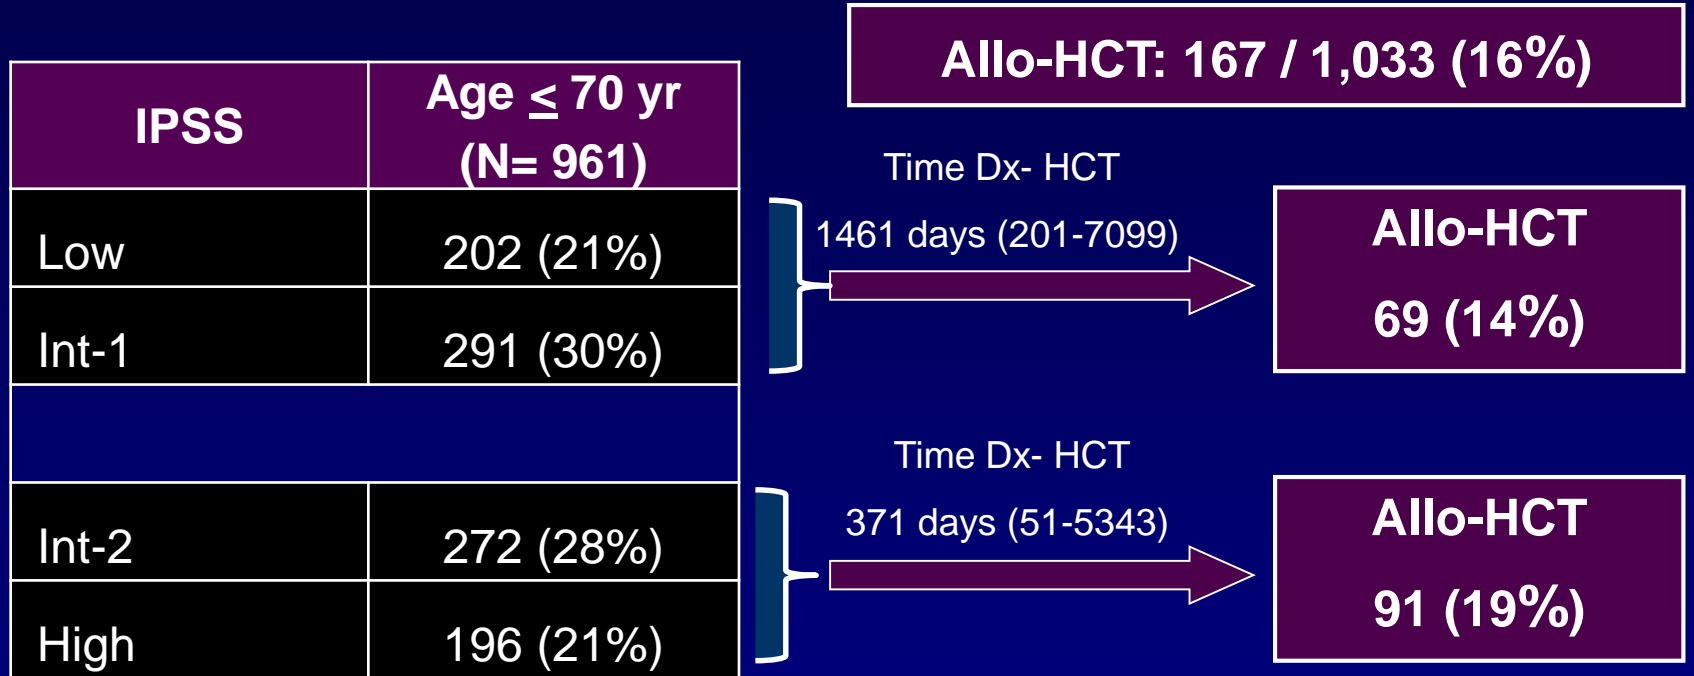 Allo-HCT: 167 / 1,033 (16%)
IPSS
Age ≤ 70 yr
(N= 961)
Low
202 (21%)
Int-1
291 (30%)
Time Dx- HCT
1461 days (201-7099)
Allo-HCT
69 (14%)
Int-2
272 (28%)
High
196 (21%)
Time Dx- HCT
371 days (51-5343)
Allo-HCT
91 (19%)